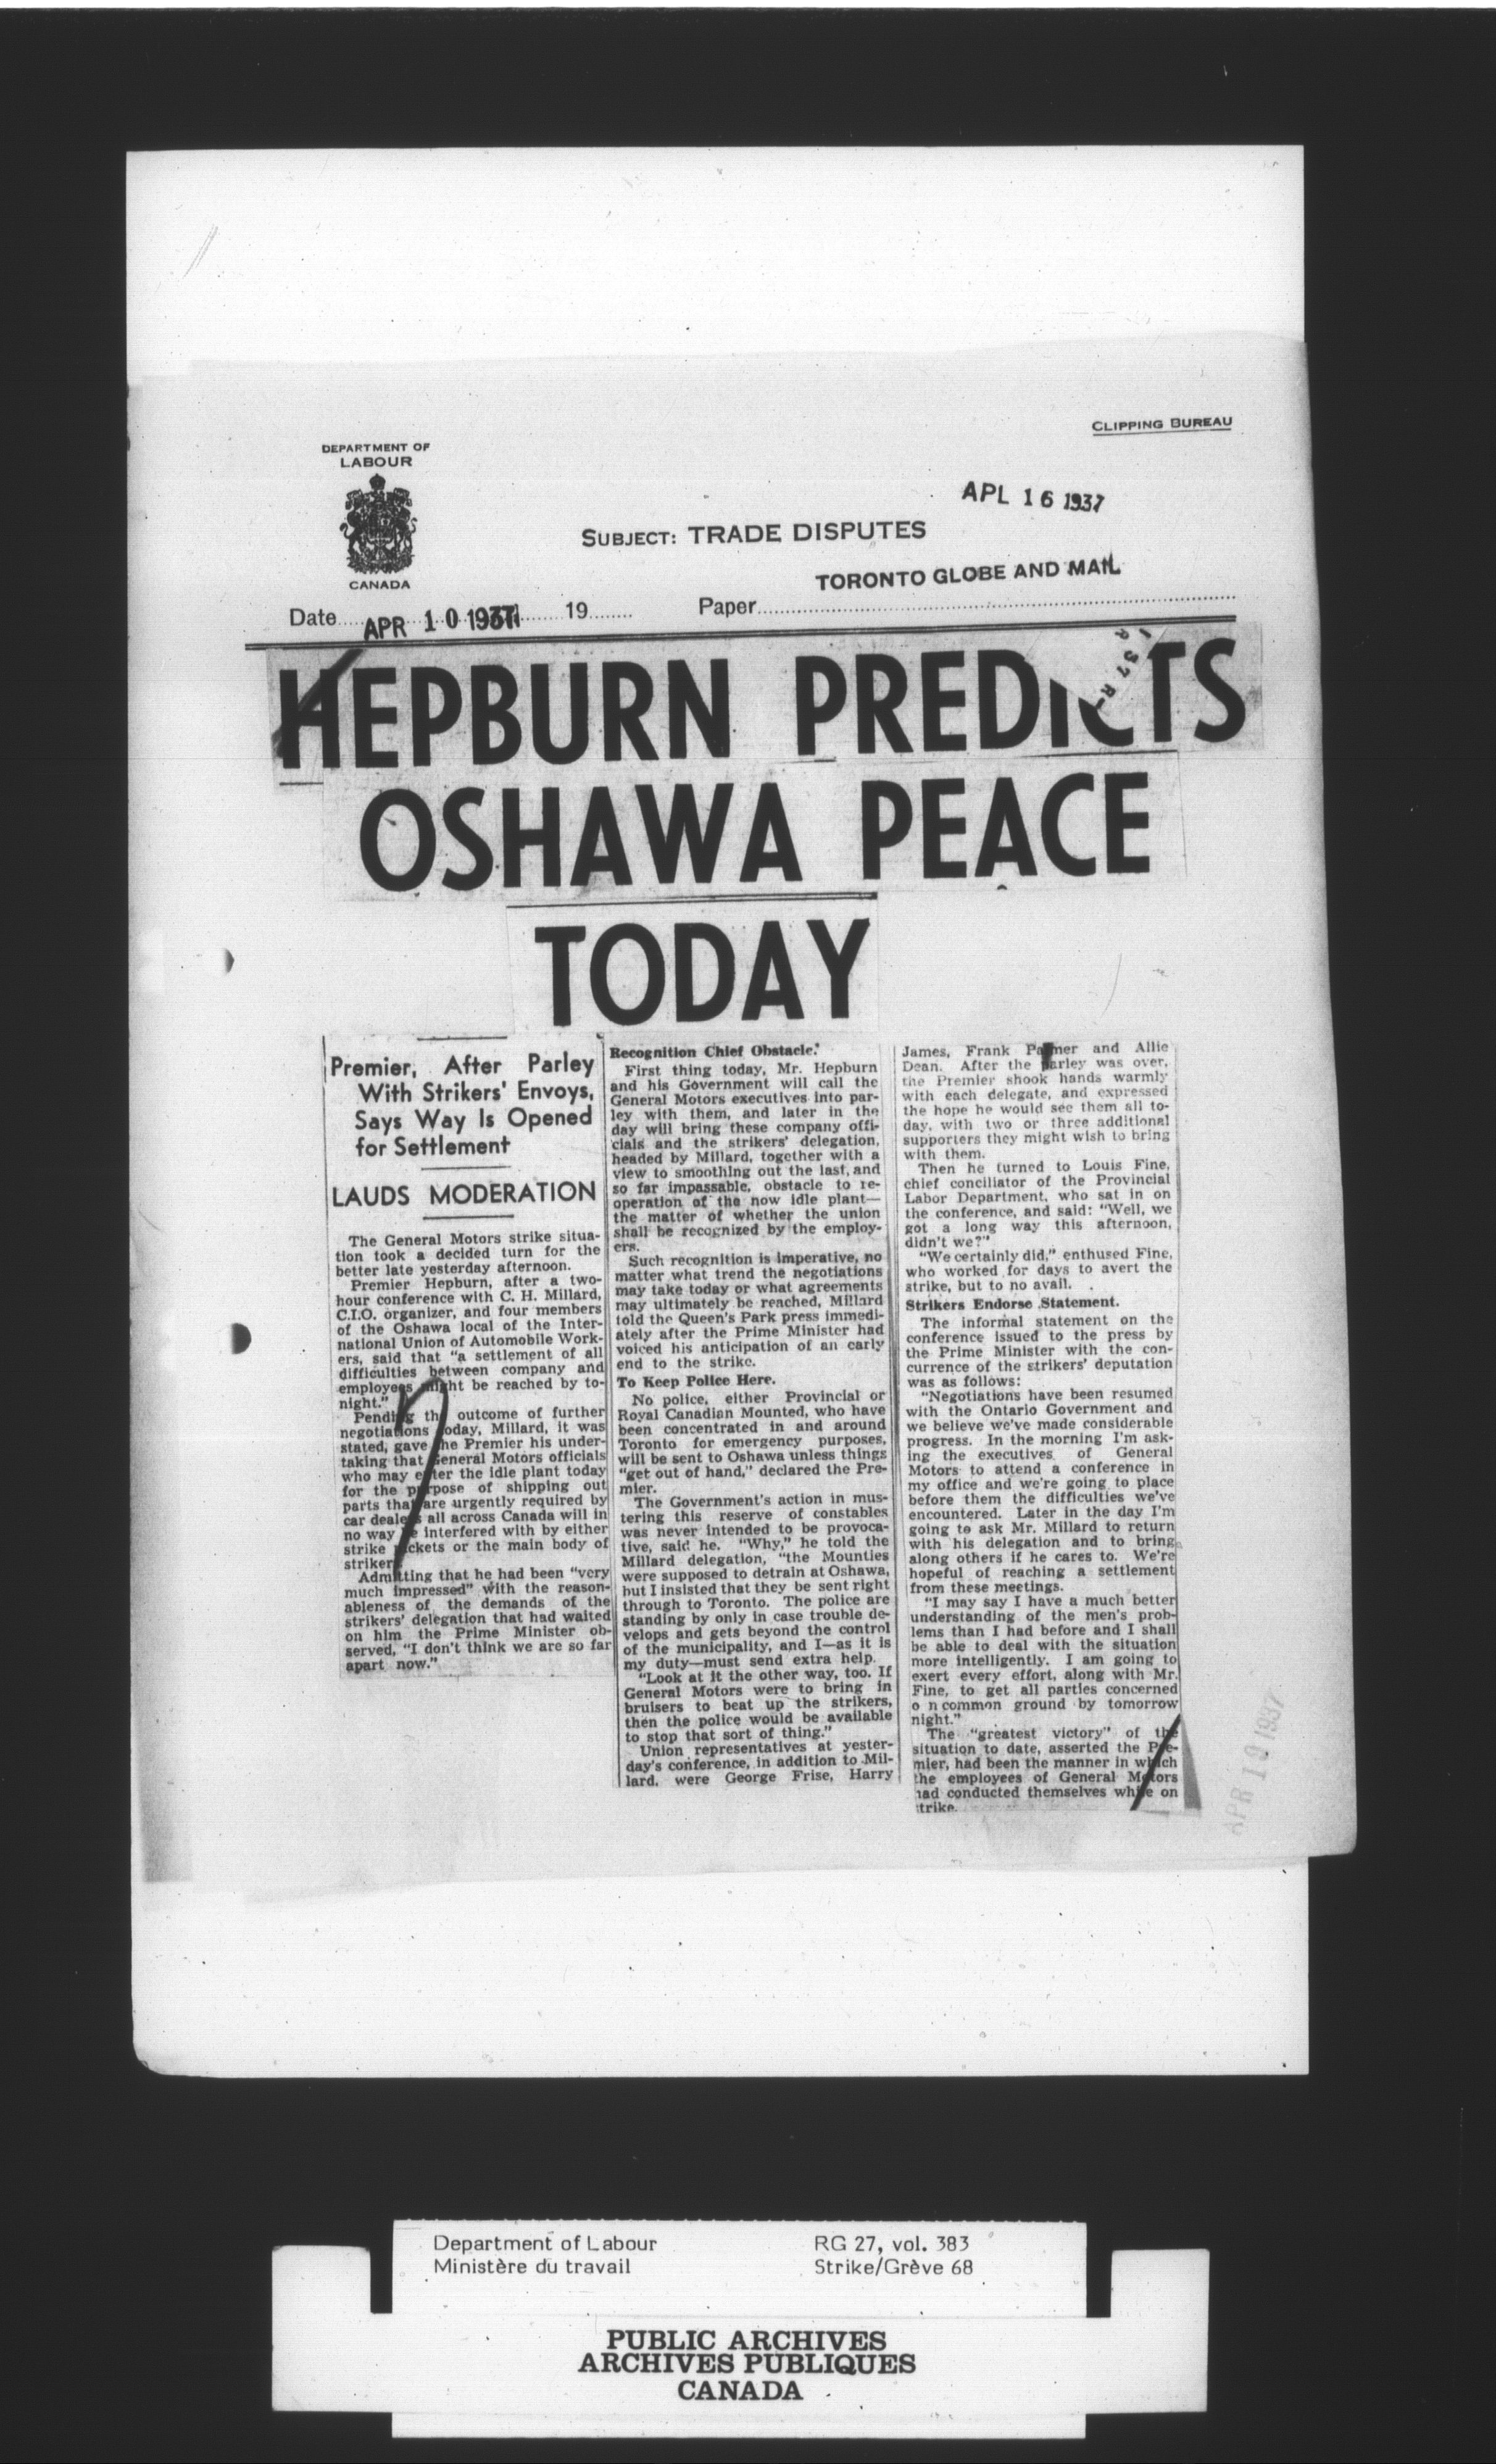 CLIPPING BUREAU
DEPARTMENT OF
LABOUR
CANADA
APL 16 1937
SUBJECT: TRADE DISPUTES
TORONTO GLOBE AND MAIL
Date APR 10 1937 19 Paper
HEPBURN PREDICTS
OSHAWA PEACE
TODAY
Premier, After Parley
With Strikers' Envoys,
Says Way Is Opened
for Settlement
LAUDS MODERATION
The General Motors strike situa-
tion took a decided turn for the
better late yesterday afternoon.
Premier Hepburn, after a two-
hour conference with C. H. Millard,
C.I.O. organizer, and four members
of the Oshawa local of the Inter-
national Union of Automobile Work-
ers, said that "a settlement of all
difficulties between company and
employees might be reached by to-
night."
Pending the outcome of further
negotiations today, Millard, it was
stated, gave the Premier his under-
taking that General Motors officials
who may enter the idle plant today
for the purpose of shipping out
parts that are urgently required by
car dealers all across Canada will in
no way be interfered with by either
strike pickets or the main body of
strikers.
Admitting that he had been "very
much impressed" with the reason-
ableness of the demands of the
strikers' delegation that had waited
on him the Prime Minister ob-
served, "I don't think we are so far
apart now."
Recognition Chief Obstacle.
First thing today, Mr. Hepburn
and his Government will call the
General Motors executives into par-
ley with them, and later in the
day will bring these company offi-
cials and the strikers' delegation,
headed by Millard, together with a
view to smoothing out the last, and
so far impassable, obstacle to re-
operation of the now idle plant—
the matter of whether the union
shall be recognized by the employ-
ers.
Such recognition is imperative, no
matter what trend the negotiations
may take today or what agreements
may ultimately be reached, Millard
told the Queen's Park press immedi-
ately after the Prime Minister had
voiced his anticipation of an early
end to the strike.
To Keep Police Here.
No police, either Provincial or
Royal Canadian Mounted, who have
been concentrated in and around
Toronto for emergency purposes,
will be sent to Oshawa unless things
"get out of hand," declared the Pre-
mier.
The Government's action in mus-
tering this reserve of constables
was never intended to be provoca-
tive, said he. "Why," he told the
Millard delegation, "the Mounties
were supposed to detrain at Oshawa,
but I insisted that they be sent right
through to Toronto. The police are
standing by only in case trouble de-
velops and gets beyond the control
of the municipality, and I—as it is
my duty—must send extra help.
"Look at it the other way, too. If
General Motors were to bring in
bruisers to beat up the strikers,
then the police would be available
to stop that sort of thing."
Union representatives at yester-
day's conference, in addition to Mil-
lard, were George Frise, Harry
James, Frank Palmer and Allie
Dean. After the parley was over,
the Premier shook hands warmly
with each delegate, and expressed
the hope he would see them all to-
day, with two or three additional
supporters they might wish to bring
with them.
Then he turned to Louis Fine,
chief conciliator of the Provincial
Labor Department, who sat in on
the conference, and said: "Well, we
got a long way this afternoon,
didn't we?"
"We certainly did," enthused Fine,
who worked for days to avert the
strike, but to no avail.
Strikers Endorse Statement.
The informal statement on the
conference issued to the press by
the Prime Minister with the con-
currence of the strikers' deputation
was as follows:
"Negotiations have been resumed
with the Ontario Government and
we believe we've made considerable
progress. In the morning I'm ask-
ing the executives of General
Motors to attend a conference in
my office and we're going to place
before them the difficulties we've
encountered. Later in the day I'm
going to ask Mr. Millard to return
with his delegation and to bring
along others if he cares to. We're
hopeful of reaching a settlement
from these meetings.
"I may say I have a much better
understanding of the men's prob-
lems than I had before and I shall
be able to deal with the situation
more intelligently. I am going to
exert every effort, along with Mr.
Fine, to get all parties concerned
o n common ground by tomorrow
night."
The "greatest victory" of the
situation to date, asserted the Pre-
mier, had been the manner in which
the employees of General Motors
had conducted themselves while on
trike.
APR 19 1937
Department of Labour
Ministère du travail
RG 27, vol. 383
Strike/Grève 68
PUBLIC ARCHIVES
ARCHIVES PUBLIQUES
CANADA